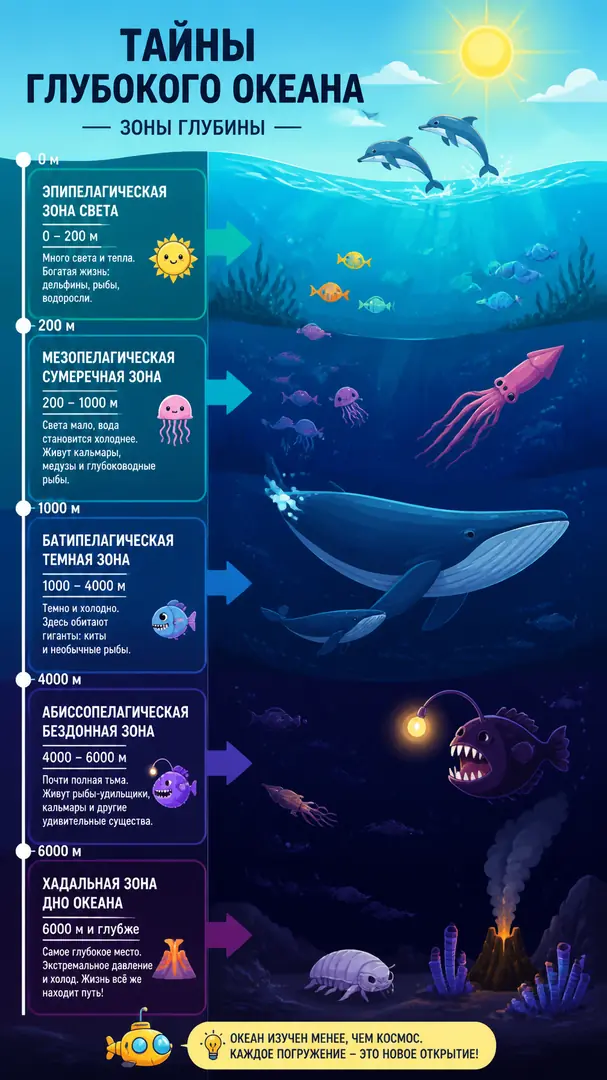 ТАЙНЫ
ГЛУБОКОГО ОКЕАНА
ЗОНЫ ГЛУБИНЫ
0 м
ЭПИПЕЛАГИЧЕСКАЯ
ЗОНА СВЕТА
0 – 200 м
Много света и тепла.
Богатая жизнь:
дельфины, рыбы,
водоросли.
200 м
МЕЗОПЕЛАГИЧЕСКАЯ
СУМЕРЕЧНАЯ ЗОНА
200 – 1000 м
Света мало, вода
становится холоднее.
Живут кальмары,
медузы и глубоководные
рыбы.
1000 м
БАТИПЕЛАГИЧЕСКАЯ
ТЕМНАЯ ЗОНА
1000 – 4000 м
Темно и холодно.
Здесь обитают
гиганты: киты
и необычные рыбы.
4000 м
АБИССОПЕЛАГИЧЕСКАЯ
БЕЗДОННАЯ ЗОНА
4000 – 6000 м
Почти полная тьма.
Живут рыбы-удильщики,
кальмары и другие
удивительные существа.
6000 м
ХАДАЛЬНАЯ ЗОНА
ДНО ОКЕАНА
6000 м и глубже
Самое глубокое место.
Экстремальное давление
и холод. Жизнь всё же
находит путь!
ОКЕАН ИЗУЧЕН МЕНЕЕ, ЧЕМ КОСМОС.
КАЖДОЕ ПОГРУЖЕНИЕ – ЭТО НОВОЕ ОТКРЫТИЕ!